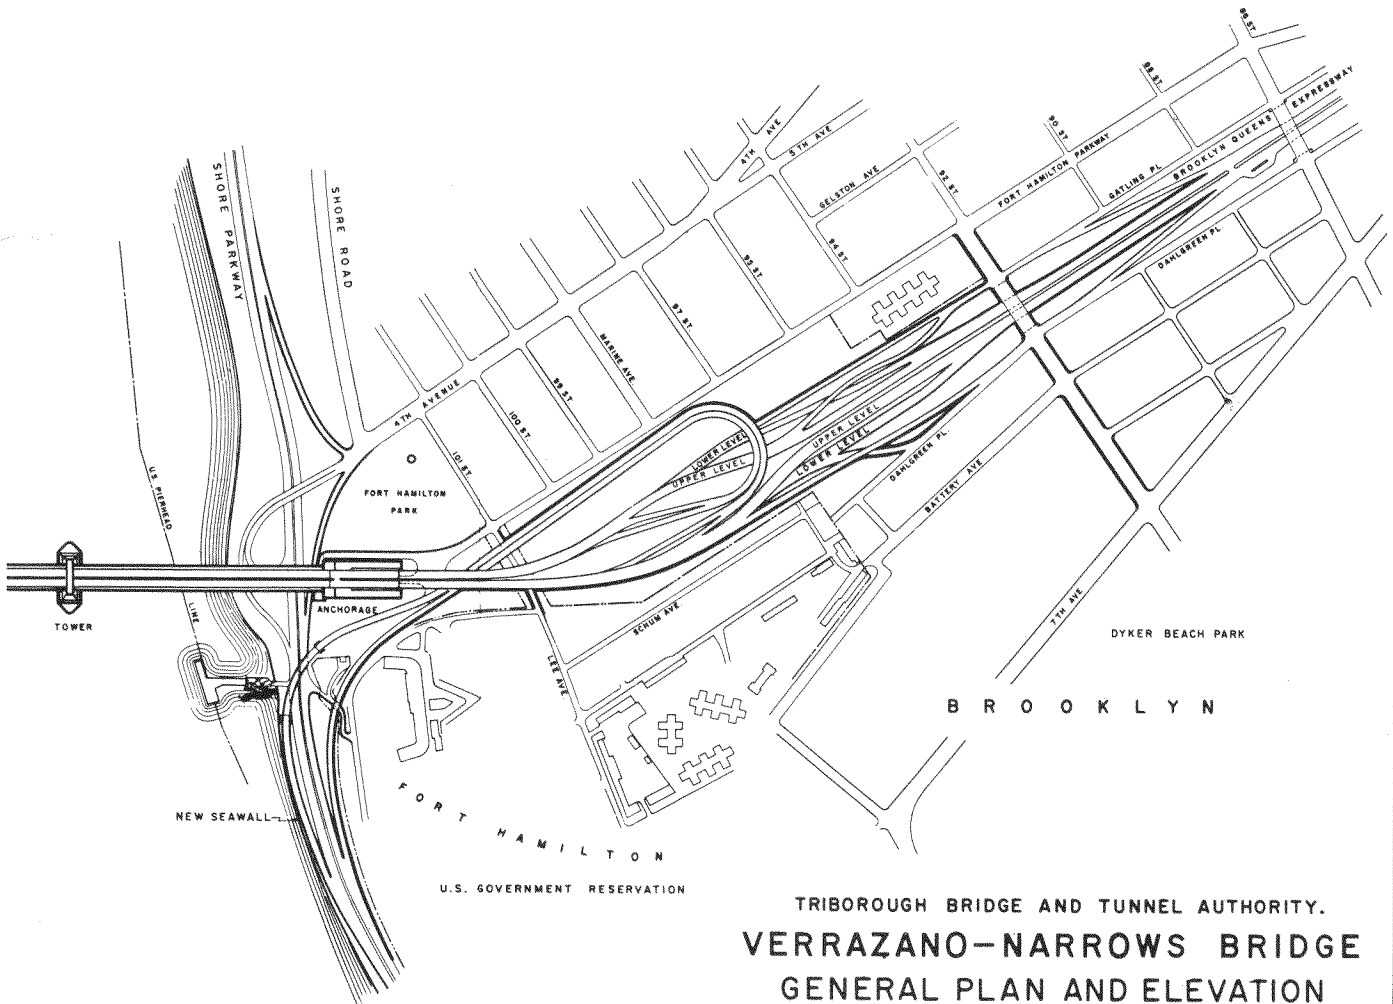 86 ST.
88 ST.
90 ST.
92 ST.
EXPRESSWAY
BROOKLYN QUEENS
GATLING PL.
FORT HAMILTON PARKWAY
4TH AVE
5TH AVE
GELSTON AVE
94 ST.
95 ST.
97 ST.
MARINE AVE.
99 ST.
100 ST.
101 ST.
4TH AVENUE
SHORE PARKWAY
SHORE ROAD
DAHLGREEN PL.
UPPER LEVEL
LOWER LEVEL
LOWER LEVEL
UPPER LEVEL
DAHLGREEN PL.
BATTERY AVE
FORT HAMILTON
PARK
U.S. PIERHEAD
LINE
TOWER
ANCHORAGE
SCHUM AVE
LEE AVE.
7TH AVE
DYKER BEACH PARK
BROOKLYN
NEW SEAWALL
FORT HAMILTON
U.S. GOVERNMENT RESERVATION
TRIBOROUGH BRIDGE AND TUNNEL AUTHORITY.
VERRAZANO-NARROWS BRIDGE
GENERAL PLAN AND ELEVATION